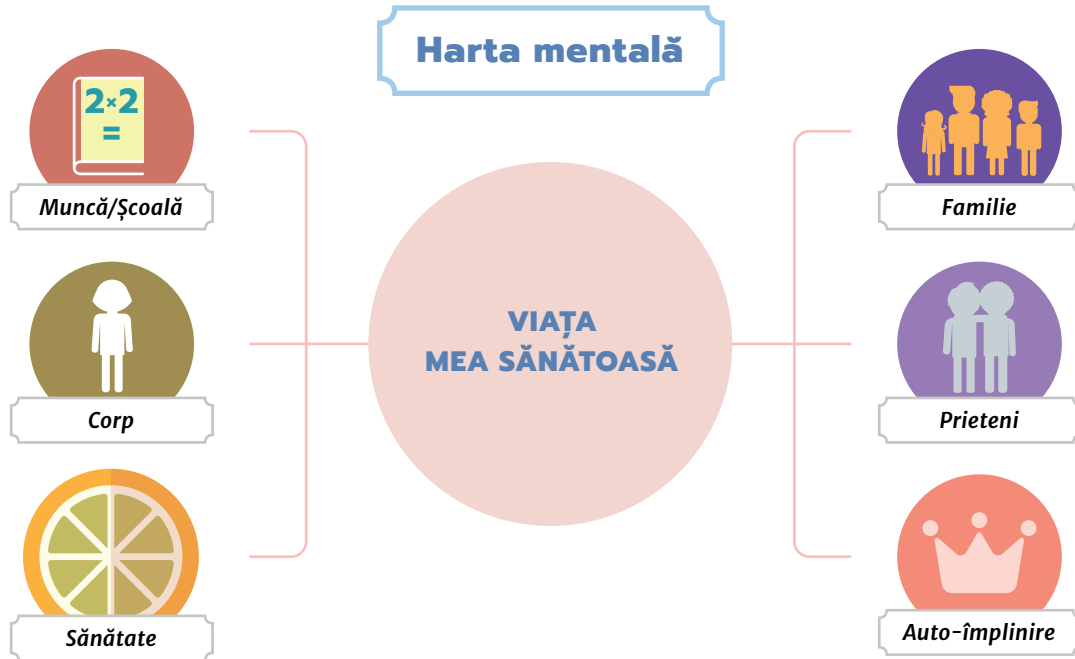 Harta mentală
2×2
=
Muncă/Școală
Familie
VIAȚA
MEA SĂNĂTOASĂ
Corp
Prieteni
Sănătate
Auto-împlinire